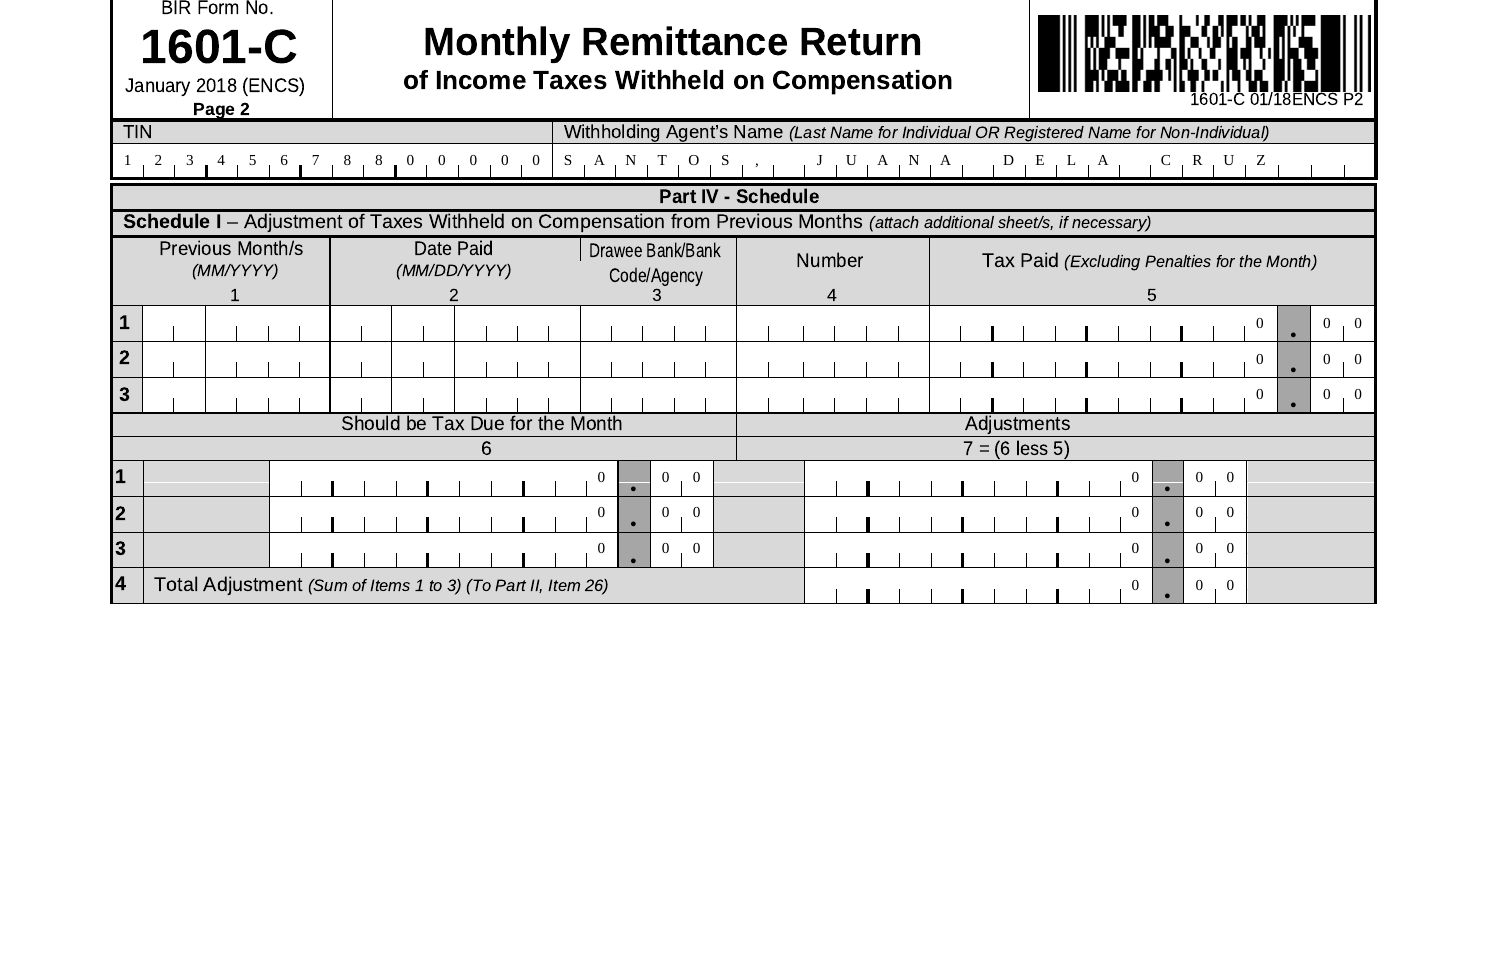 BIR Form No.
1601-C
January 2018 (ENCS)
Page 2
Monthly Remittance Return
of Income Taxes Withheld on Compensation
1601-C 01/18ENCS P2
TIN
Withholding Agent’s Name (Last Name for Individual OR Registered Name for Non-Individual)
1 2 3 4 5 6 7 8 8 0 0 0 0 0
S A N T O S , J U A N A D E L A C R U Z
Part IV - Schedule
Schedule I – Adjustment of Taxes Withheld on Compensation from Previous Months (attach additional sheet/s, if necessary)
Previous Month/s
(MM/YYYY)
1
Date Paid
(MM/DD/YYYY)
2
Drawee Bank/Bank
Code/Agency
3
Number
4
Tax Paid (Excluding Penalties for the Month)
5
1 0 . 0 0
2 0 . 0 0
3 0 . 0 0
Should be Tax Due for the Month
Adjustments
6
7 = (6 less 5)
1 0 . 0 0 0 . 0 0
2 0 . 0 0 0 . 0 0
3 0 . 0 0 0 . 0 0
4 Total Adjustment (Sum of Items 1 to 3) (To Part II, Item 26) 0 . 0 0